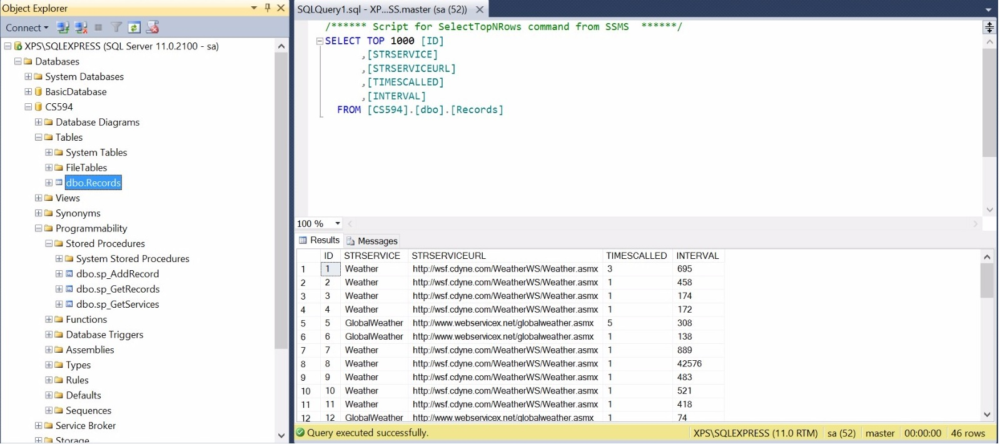 Object Explorer
Connect
XPS\SQLEXPRESS (SQL Server 11.0.2100 - sa)
Databases
System Databases
BasicDatabase
CS594
Database Diagrams
Tables
System Tables
FileTables
dbo.Records
Views
Synonyms
Programmability
Stored Procedures
System Stored Procedures
dbo.sp_AddRecord
dbo.sp_GetRecords
dbo.sp_GetServices
Functions
Database Triggers
Assemblies
Types
Rules
Defaults
Sequences
Service Broker
Storage
SQLQuery1.sql - XP...SS.master (sa (52))
/****** Script for SelectTopNRows command from SSMS ******/
SELECT TOP 1000 [ID]
,[STRSERVICE]
,[STRSERVICEURL]
,[TIMESCALLED]
,[INTERVAL]
FROM [CS594].[dbo].[Records]
100 %
Results Messages
ID STRSERVICE STRSERVICEURL TIMESCALLED INTERVAL
1 1 Weather http://wsf.cdyne.com/WeatherWS/Weather.asmx 3 695
2 2 Weather http://wsf.cdyne.com/WeatherWS/Weather.asmx 1 458
3 3 Weather http://wsf.cdyne.com/WeatherWS/Weather.asmx 1 174
4 4 Weather http://wsf.cdyne.com/WeatherWS/Weather.asmx 1 172
5 5 GlobalWeather http://www.webservicex.net/globalweather.asmx 5 308
6 6 GlobalWeather http://www.webservicex.net/globalweather.asmx 1 138
7 7 Weather http://wsf.cdyne.com/WeatherWS/Weather.asmx 1 889
8 8 Weather http://wsf.cdyne.com/WeatherWS/Weather.asmx 1 42576
9 9 Weather http://wsf.cdyne.com/WeatherWS/Weather.asmx 1 483
10 10 Weather http://wsf.cdyne.com/WeatherWS/Weather.asmx 1 521
11 11 Weather http://wsf.cdyne.com/WeatherWS/Weather.asmx 1 418
12 12 GlobalWeather http://www.webservicex.net/globalweather.asmx 1 74
Query executed successfully. XPS\SQLEXPRESS (11.0 RTM) sa (52) master 00:00:00 46 rows